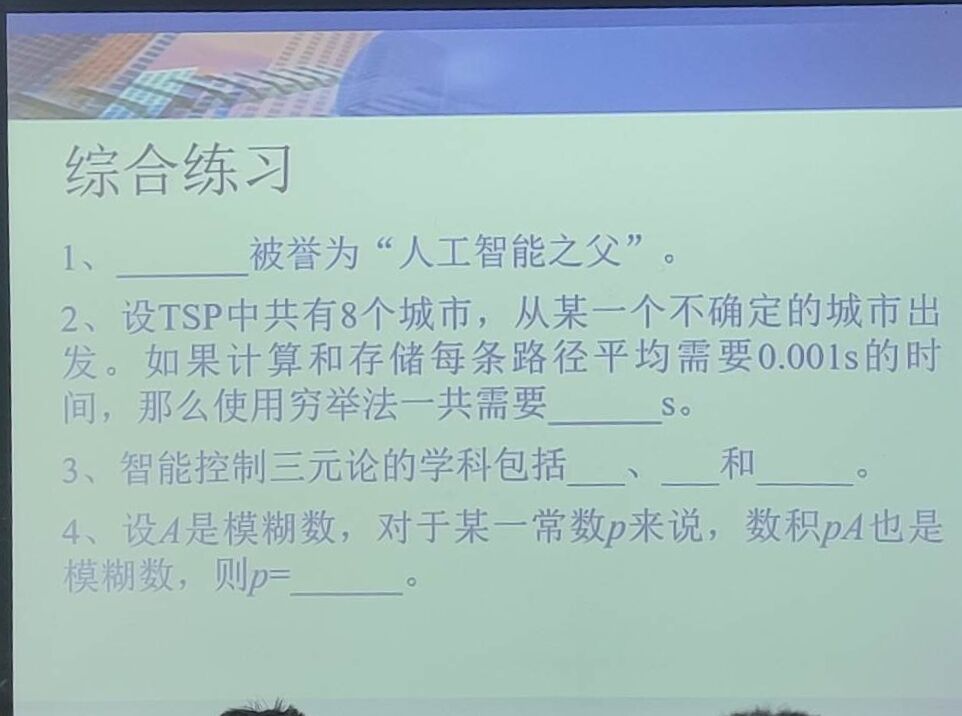 综合练习
1、_______被誉为“人工智能之父”。
2、设TSP中共有8个城市，从某一个不确定的城市出
发。如果计算和存储每条路径平均需要0.001s的时
间，那么使用穷举法一共需要______s。
3、智能控制三元论的学科包括___、___和_____。
4、设A是模糊数，对于某一常数p来说，数积pA也是
模糊数，则p=______。